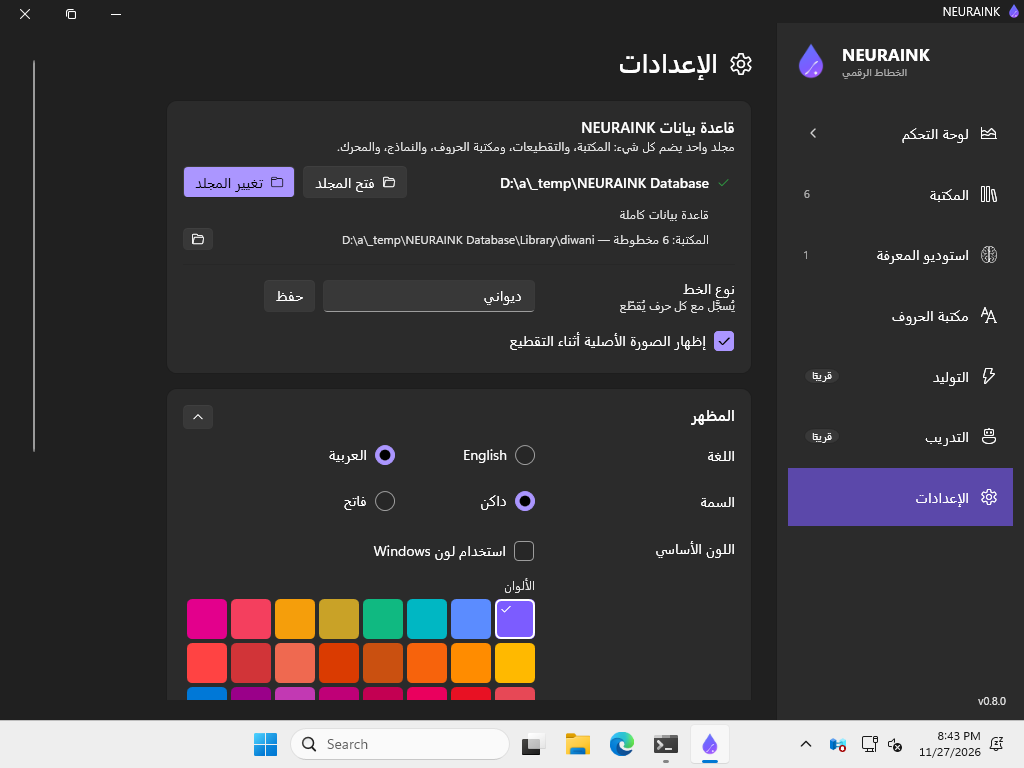 NEURAINK
NEURAINK
الخطاط الرقمي
لوحة التحكم
المكتبة
6
استوديو المعرفة
1
مكتبة الحروف
التوليد
قريبًا
التدريب
قريبًا
الإعدادات
v0.8.0
الإعدادات
قاعدة بيانات NEURAINK
مجلد واحد يضم كل شيء: المكتبة، والتقطيعات، ومكتبة الحروف، والنماذج، والمحرك.
D:\a\_temp\NEURAINK Database
فتح المجلد
تغيير المجلد
قاعدة بيانات كاملة
المكتبة: 6 مخطوطة — D:\a\_temp\NEURAINK Database\Library\diwani
نوع الخط
يُسجَّل مع كل حرف يُقطّع
ديواني
حفظ
إظهار الصورة الأصلية أثناء التقطيع
المظهر
اللغة
English
العربية
السمة
داكن
فاتح
اللون الأساسي
استخدام لون Windows
الألوان
Search
8:43 PM
11/27/2026